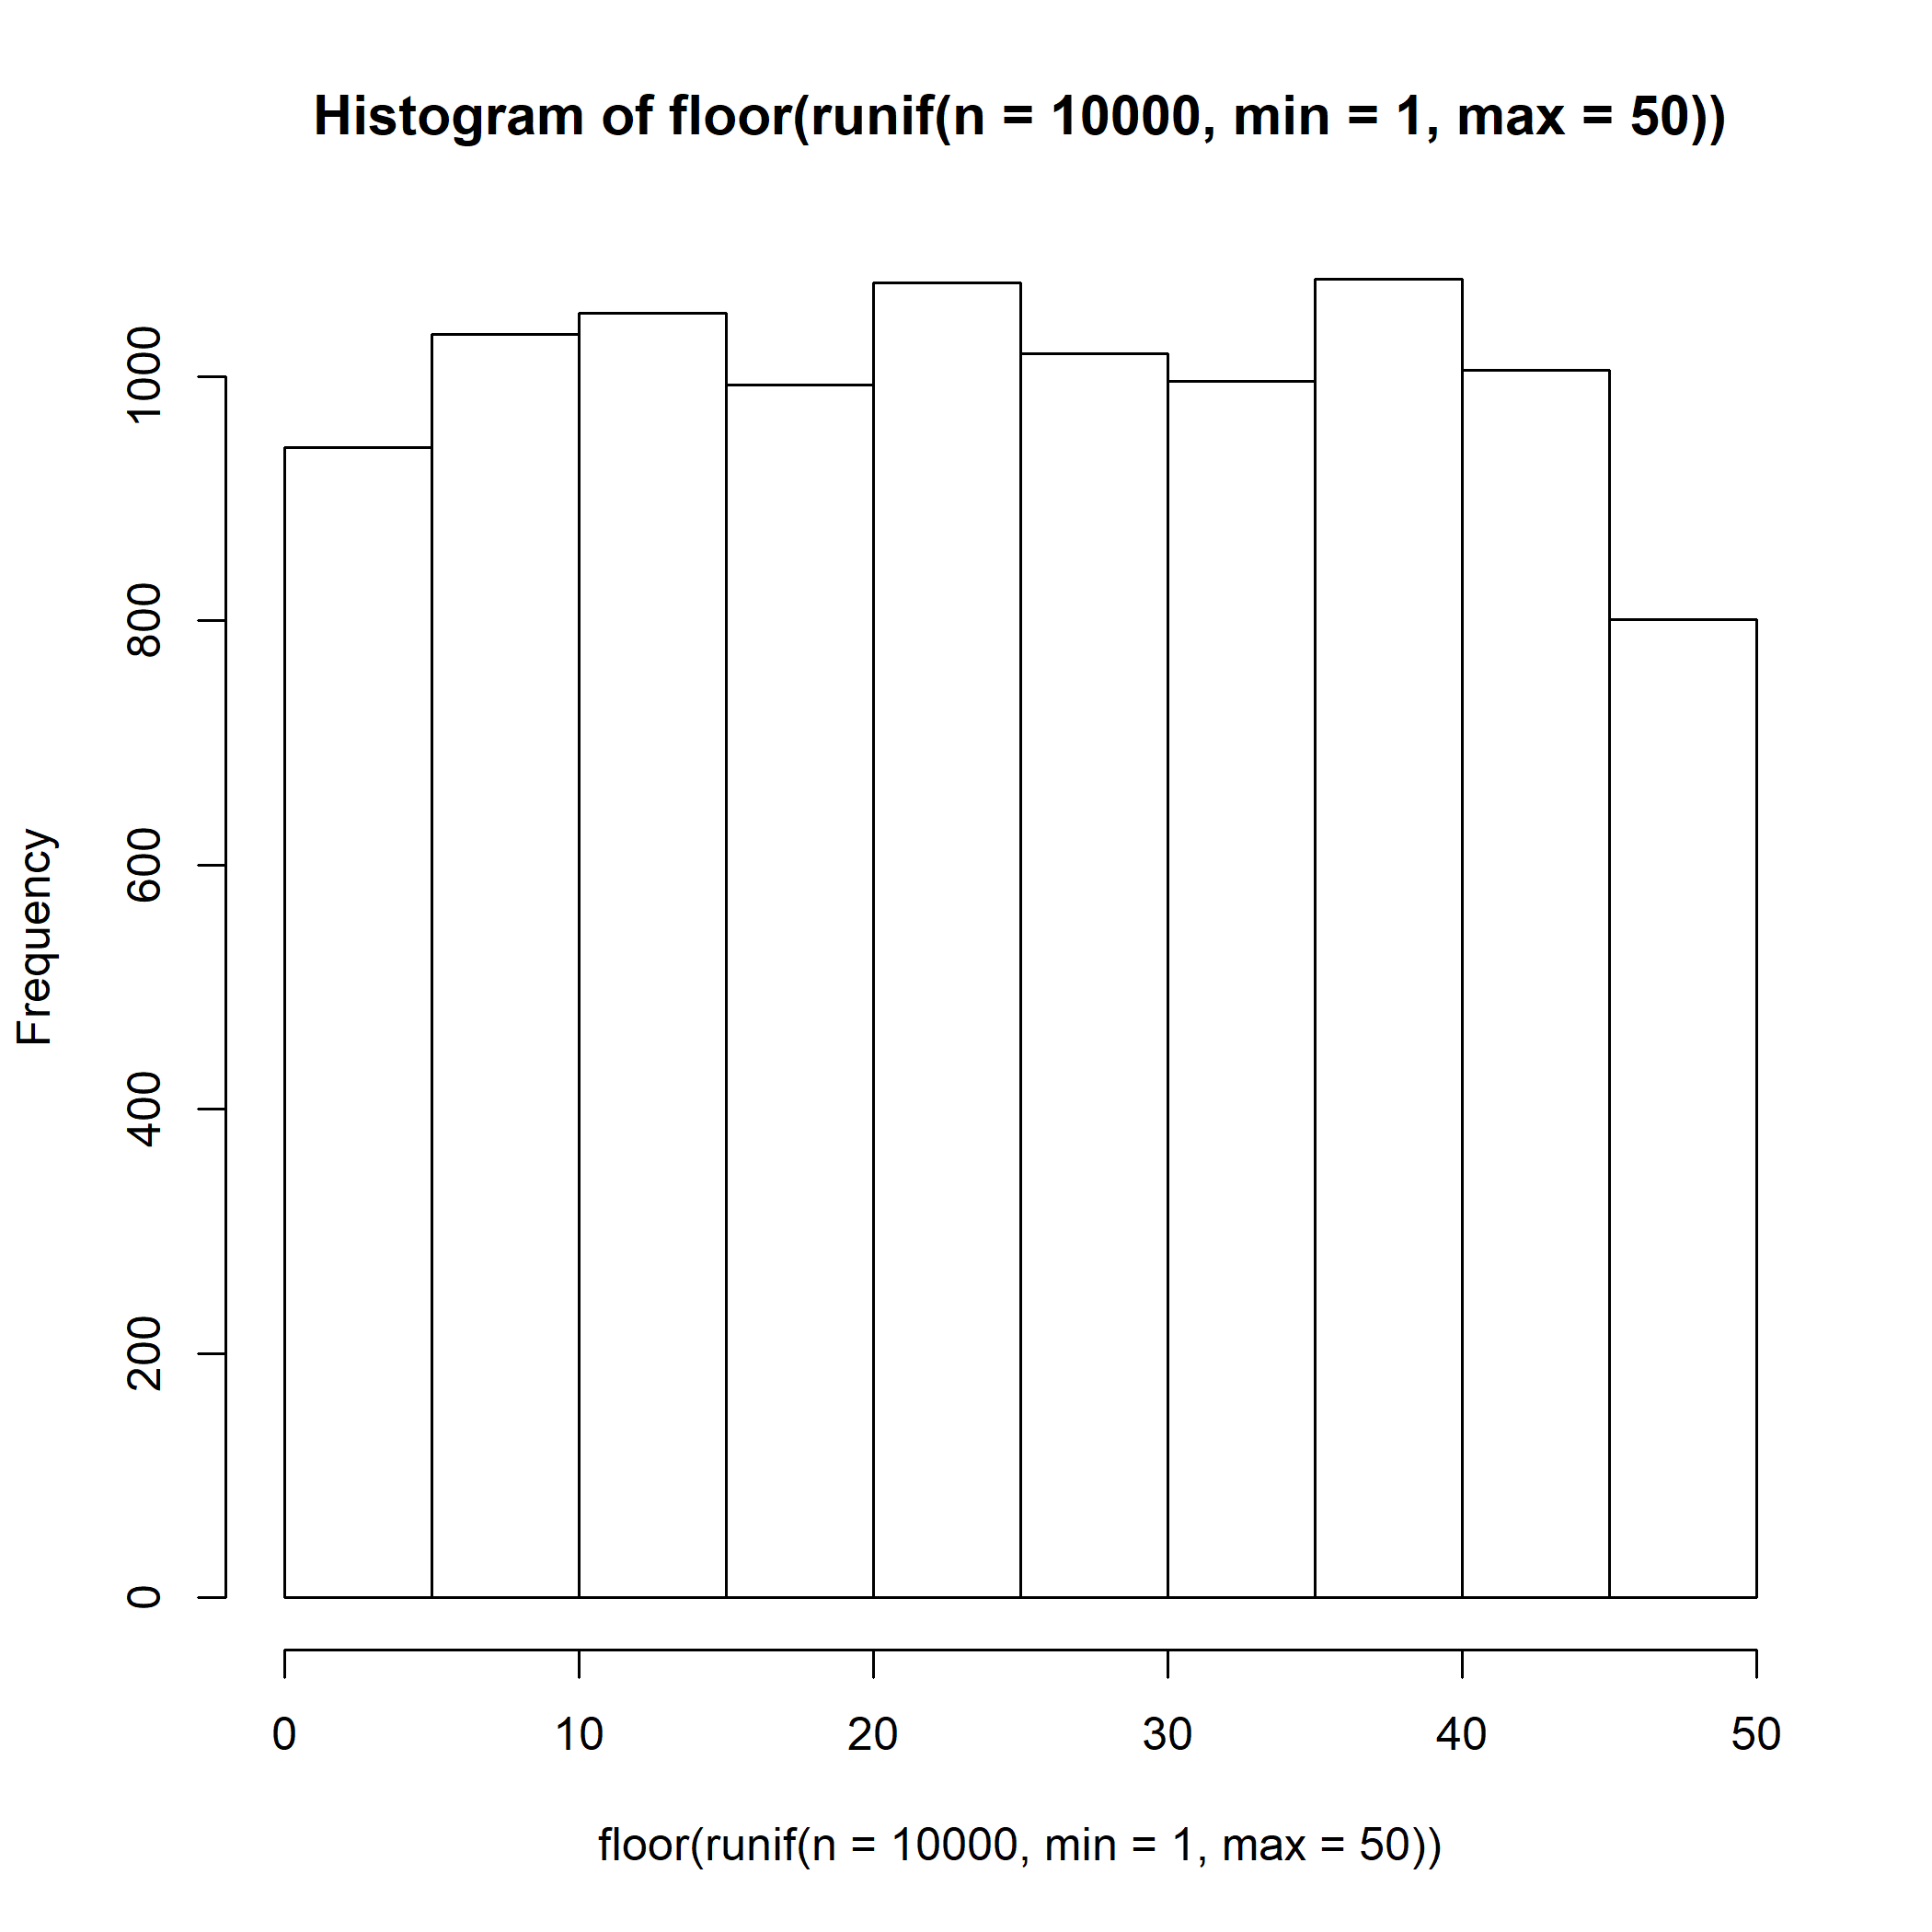 Histogram of floor(runif(n = 10000, min = 1, max = 50))
Frequency
1000
800
600
400
200
0
0 10 20 30 40 50
floor(runif(n = 10000, min = 1, max = 50))